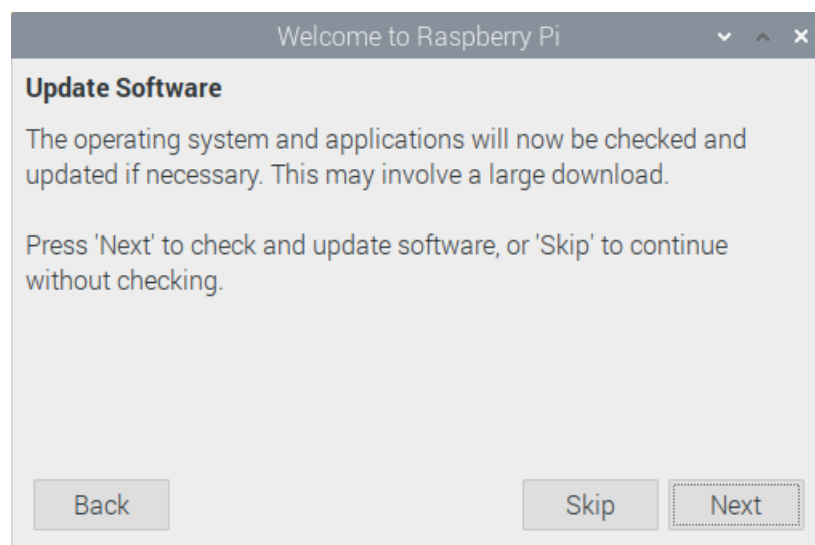 Welcome to Raspberry Pi
Update Software
The operating system and applications will now be checked and
updated if necessary. This may involve a large download.
Press 'Next' to check and update software, or 'Skip' to continue
without checking.
Back
Skip
Next